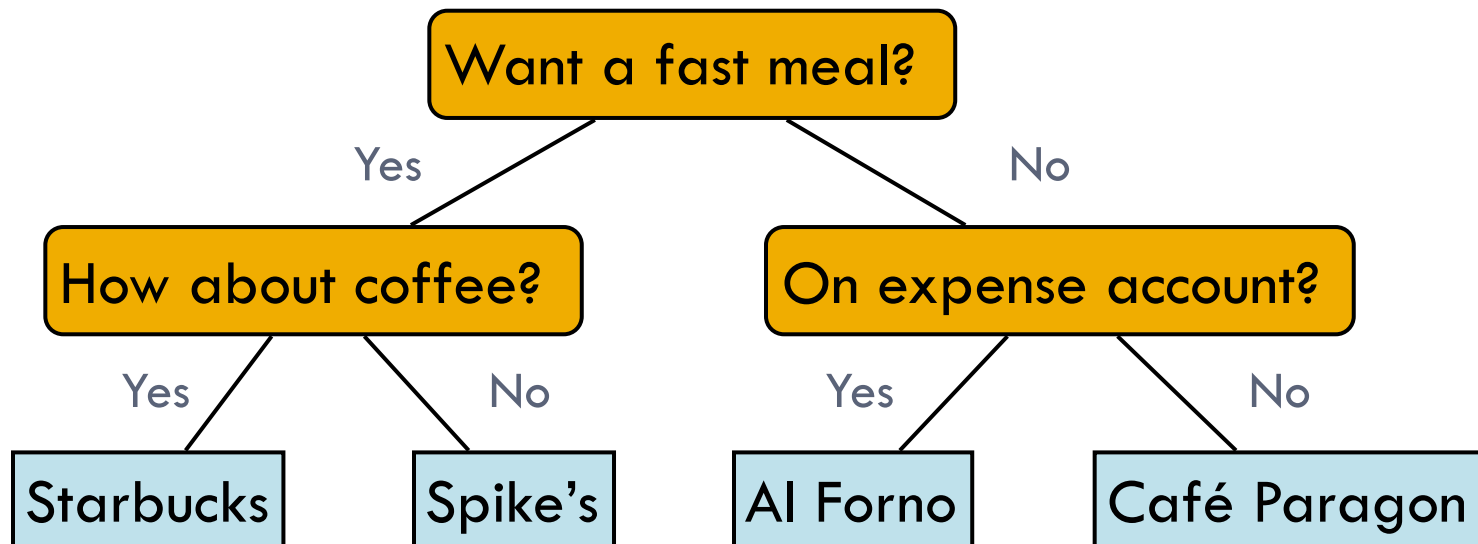 Want a fast meal?
Yes
No
How about coffee?
On expense account?
Yes
No
Yes
No
Starbucks
Spike’s
Al Forno
Café Paragon